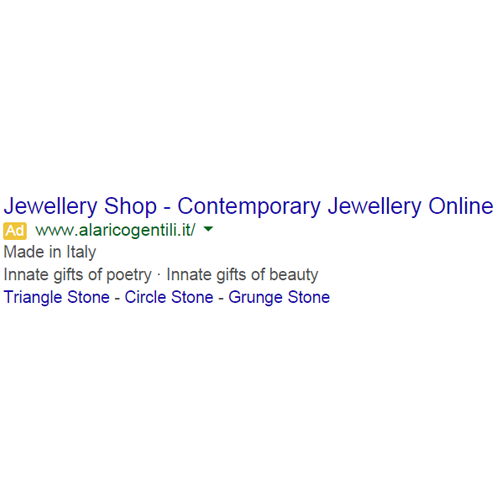 Jewellery Shop - Contemporary Jewellery Online
Ad www.alaricogentili.it/
Made in Italy
Innate gifts of poetry · Innate gifts of beauty
Triangle Stone - Circle Stone - Grunge Stone